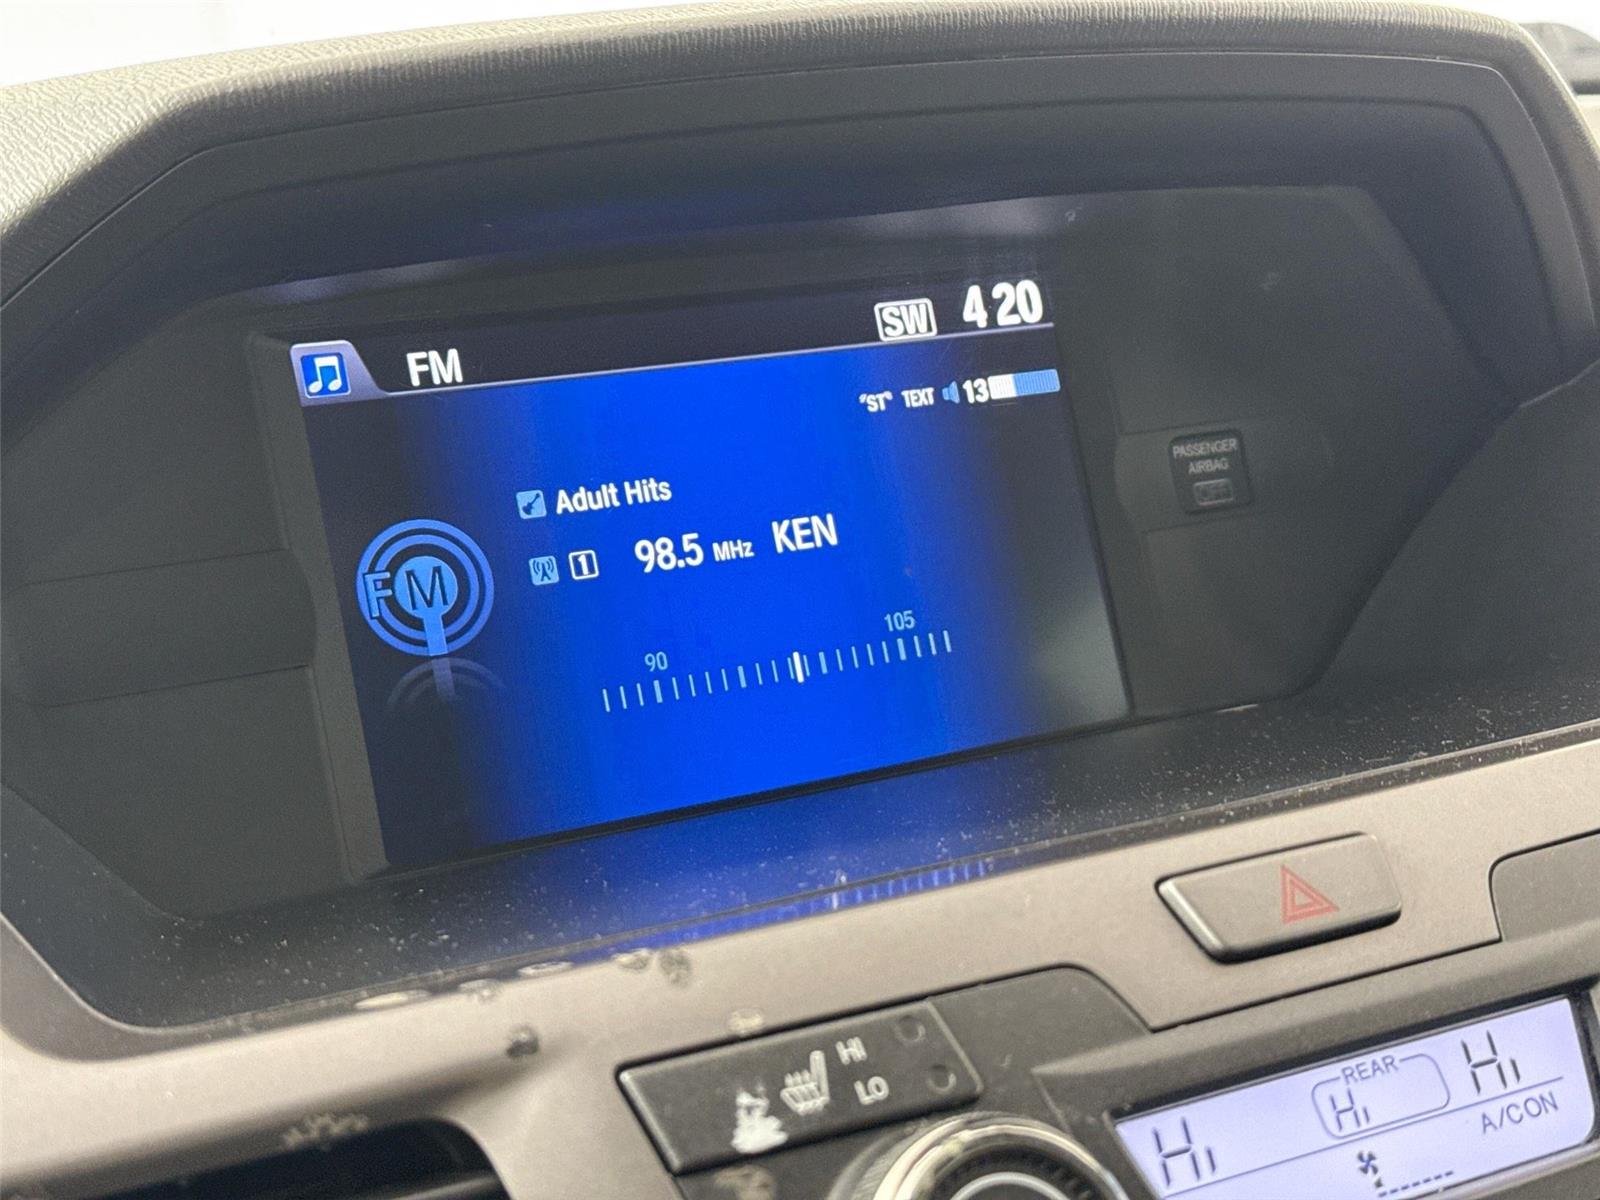 FM SW 4:20
"ST" TEXT 13
Adult Hits
1 98.5 MHz KEN
FM
90 105
PASSENGER
AIRBAG
OFF
HI
LO
Hi REAR Hi Hi
A/CON